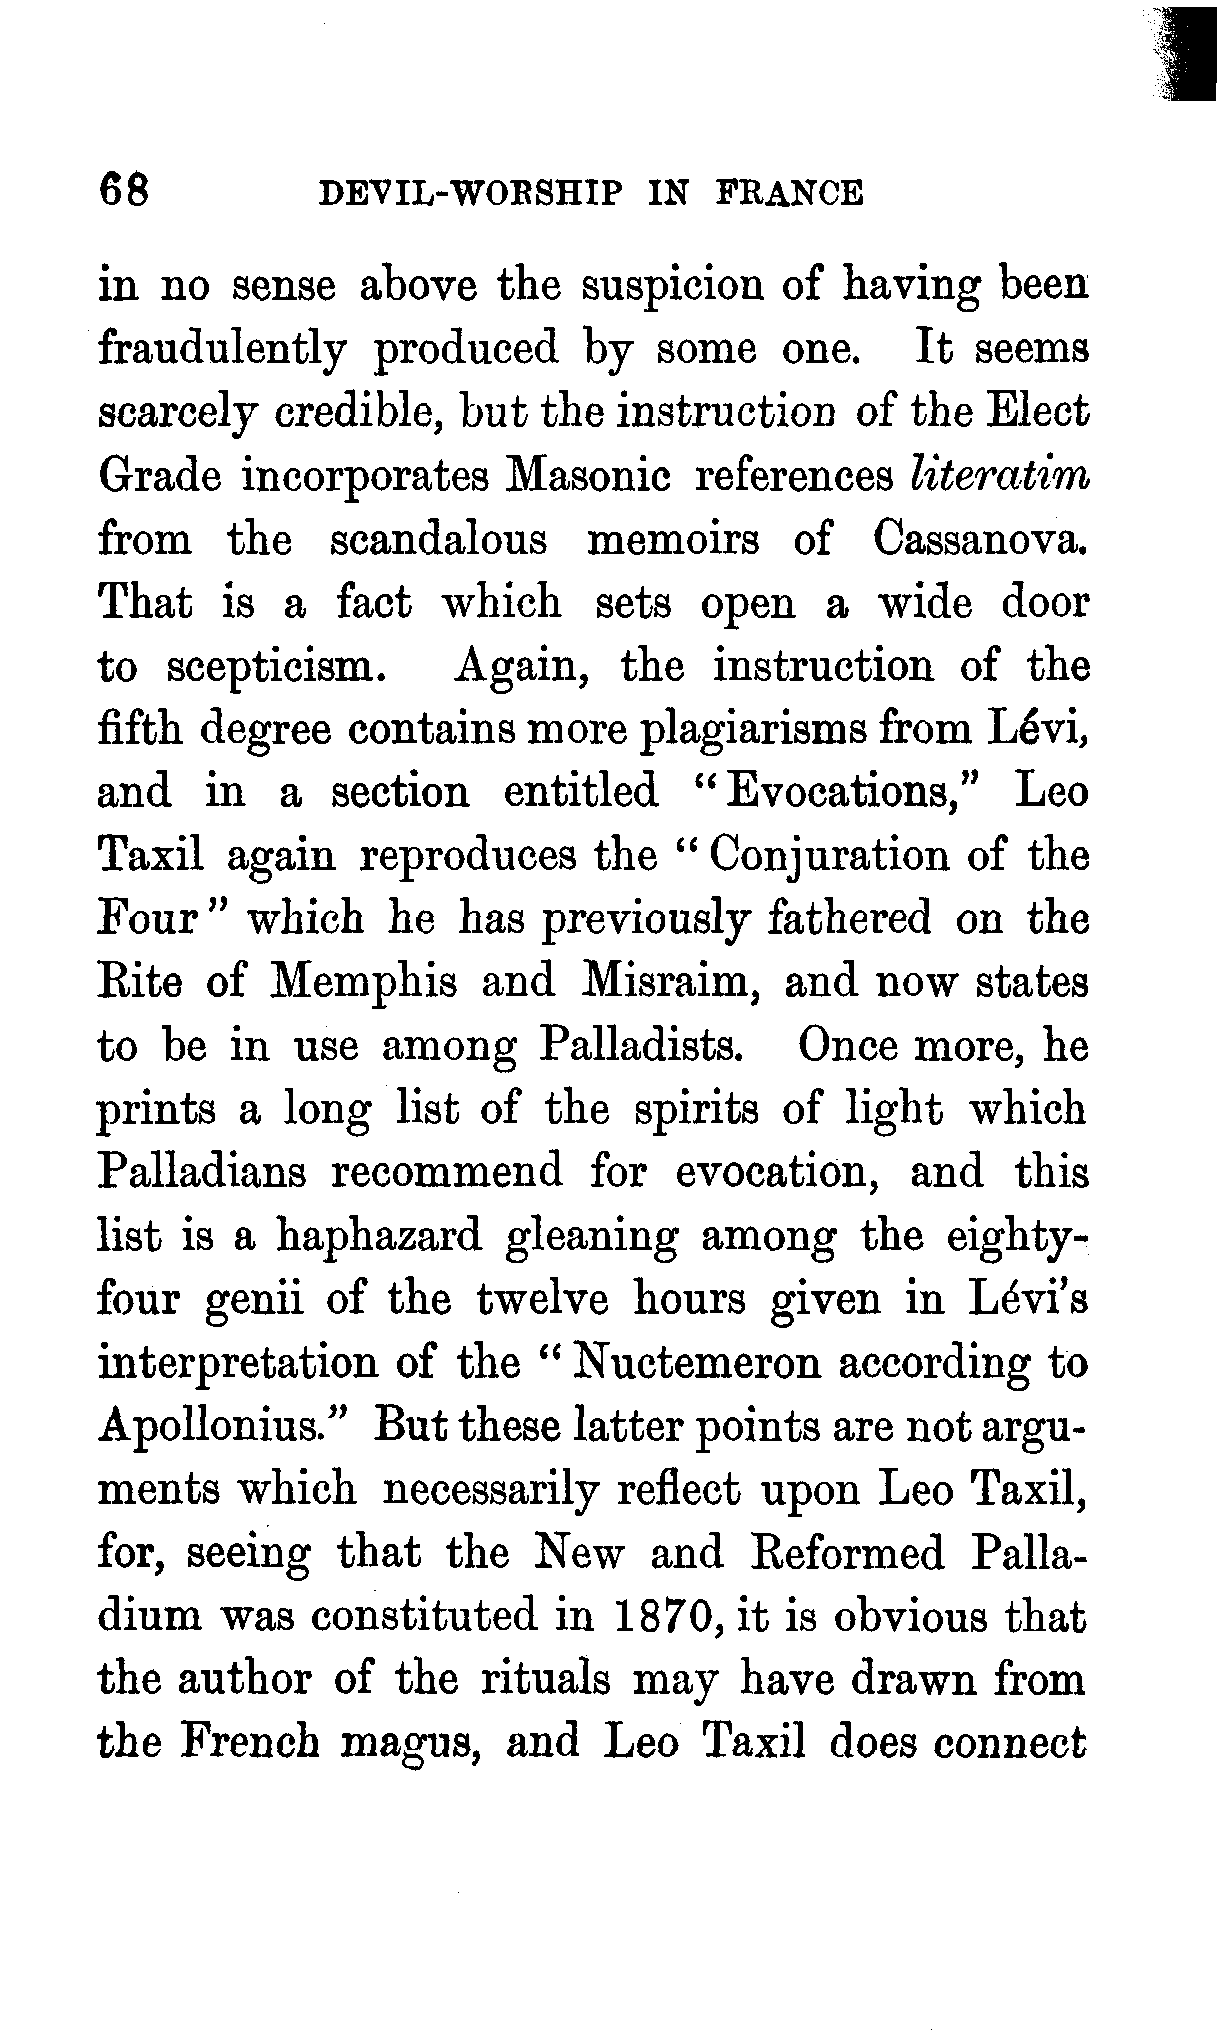 68 DEVIL-WORSHIP IN FRANCE
in no sense above the suspicion of having been
fraudulently produced by some one. It seems
scarcely credible, but the instruction of the Elect
Grade incorporates Masonic references literatim
from the scandalous memoirs of Cassanova.
That is a fact which sets open a wide door
to scepticism. Again, the instruction of the
fifth degree contains more plagiarisms from Lévi,
and in a section entitled “Evocations,” Leo
Taxil again reproduces the “Conjuration of the
Four” which he has previously fathered on the
Rite of Memphis and Misraim, and now states
to be in use among Palladists. Once more, he
prints a long list of the spirits of light which
Palladians recommend for evocation, and this
list is a haphazard gleaning among the eighty-
four genii of the twelve hours given in Lévi’s
interpretation of the “Nuctemeron according to
Apollonius.” But these latter points are not argu-
ments which necessarily reflect upon Leo Taxil,
for, seeing that the New and Reformed Palla-
dium was constituted in 1870, it is obvious that
the author of the rituals may have drawn from
the French magus, and Leo Taxil does connect